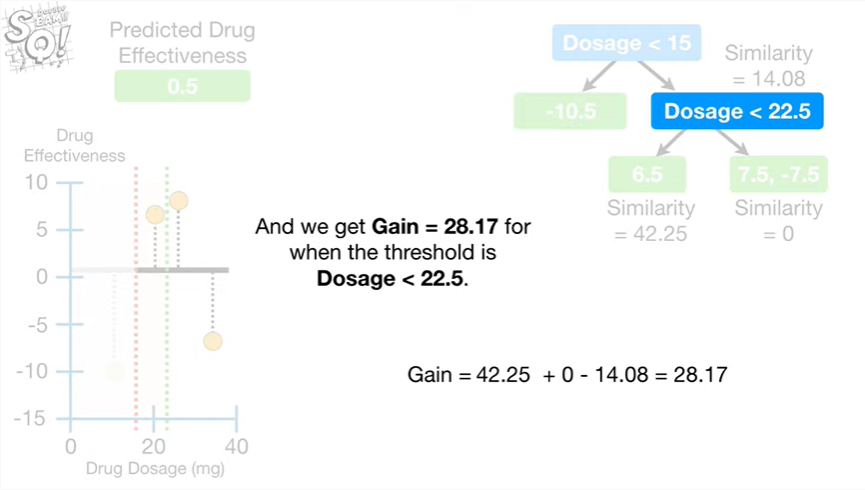 SQ!
Predicted Drug
Effectiveness
0.5
Dosage < 15
Similarity
= 14.08
-10.5
Dosage < 22.5
6.5
7.5, -7.5
Similarity
= 42.25
Similarity
= 0
Drug
Effectiveness
10
5
0
-5
-10
-15
0
20
40
Drug Dosage (mg)
And we get Gain = 28.17 for
when the threshold is
Dosage < 22.5.
Gain = 42.25 + 0 - 14.08 = 28.17